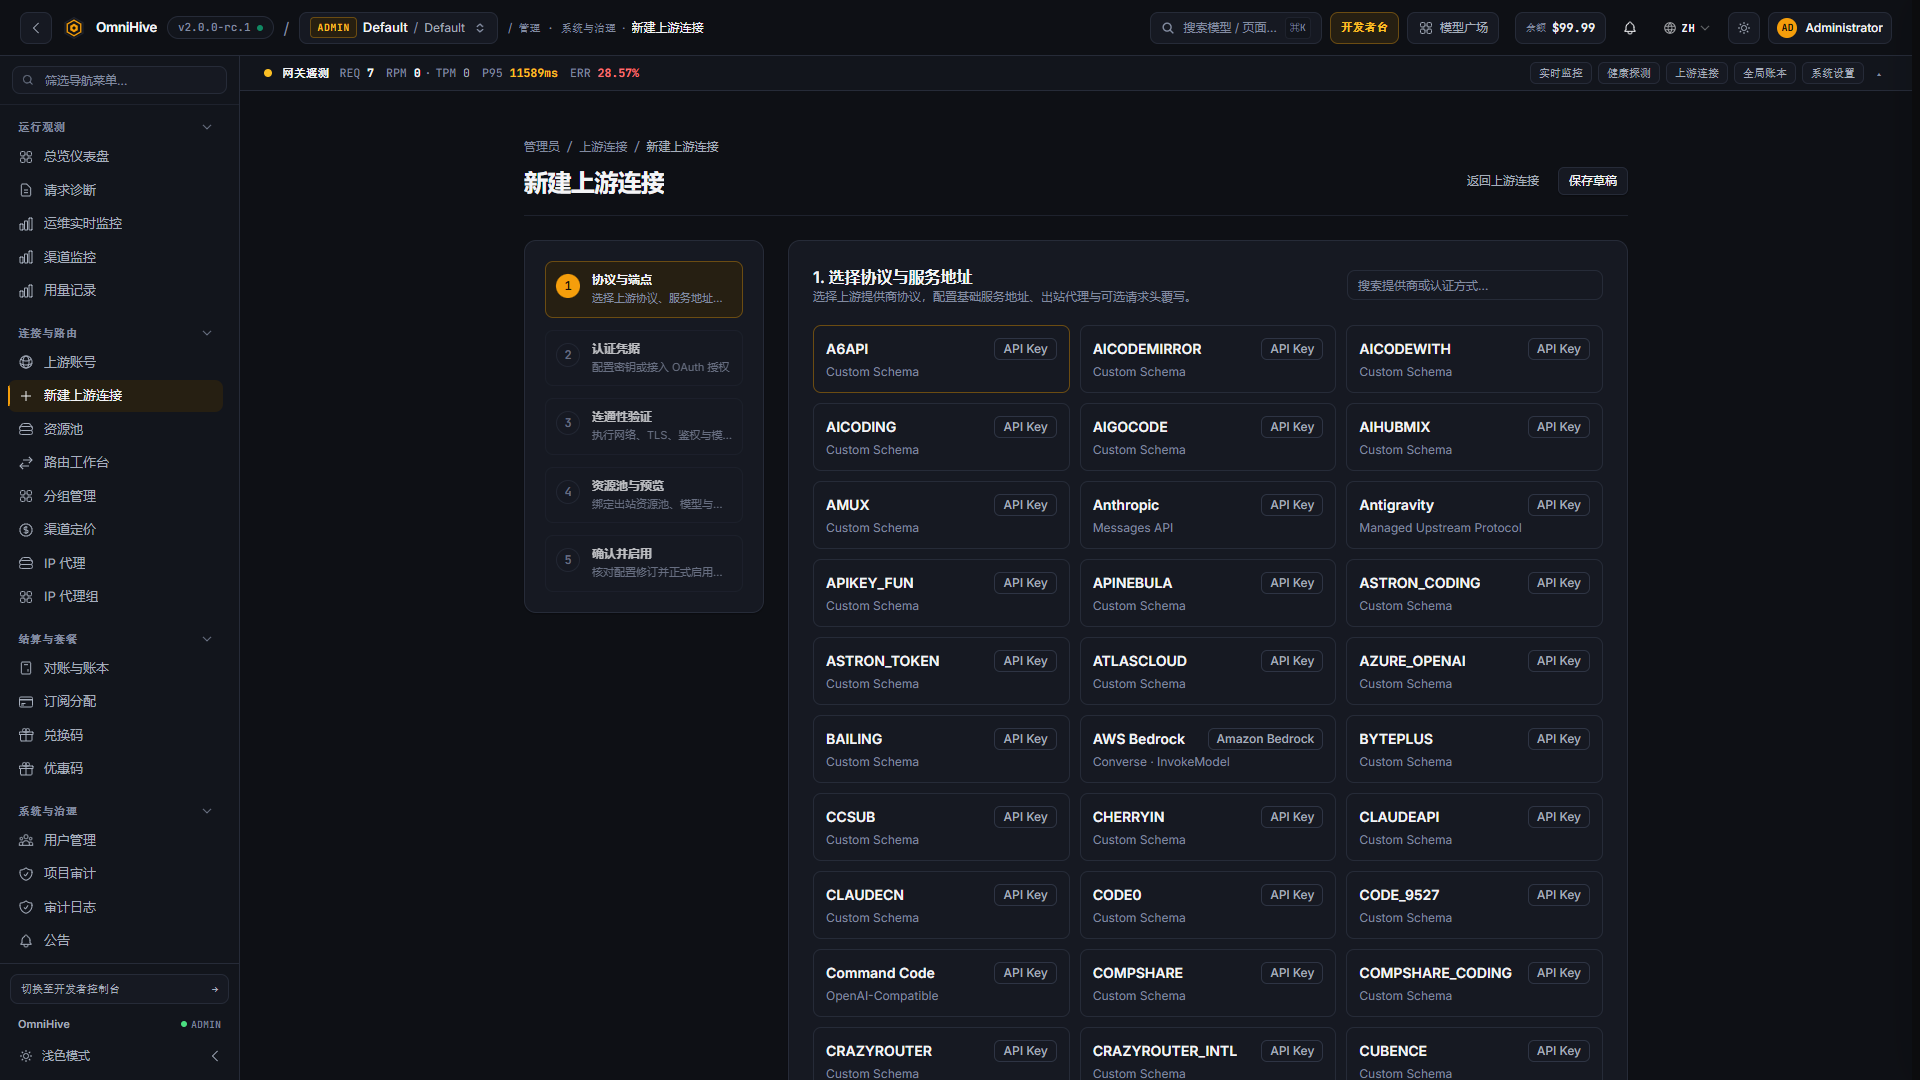 OmniHive v2.0.0-rc.1 / ADMIN Default / Default / 管理 · 系统与治理 · 新建上游连接 搜索模型 / 页面... ⌘K 开发者台 模型广场 余额 $99.99 ZH AD Administrator
筛选导航菜单...
网关遥测 REQ 7 RPM 0 · TPM 0 P95 11589ms ERR 28.57% 实时监控 健康探测 上游连接 全局账本 系统设置
运行观测
总览仪表盘
请求诊断
运维实时监控
渠道监控
用量记录
连接与路由
上游账号
新建上游连接
资源池
路由工作台
分组管理
渠道定价
IP 代理
IP 代理组
结算与套餐
对账与账本
订阅分配
兑换码
优惠码
系统与治理
用户管理
项目审计
审计日志
公告
切换至开发者控制台 →
OmniHive ADMIN
浅色模式
管理员 / 上游连接 / 新建上游连接
新建上游连接
返回上游连接 保存草稿
1 协议与端点
选择上游协议、服务地址...
2 认证凭据
配置密钥或接入 OAuth 授权
3 连通性验证
执行网络、TLS、鉴权与模...
4 资源池与预览
绑定出站资源池、模型与...
5 确认并启用
核对配置修订并正式启用...
1. 选择协议与服务地址
选择上游提供商协议，配置基础服务地址、出站代理与可选请求头覆写。
搜索提供商或认证方式...
A6API API Key
Custom Schema
AICODEMIRROR API Key
Custom Schema
AICODEWITH API Key
Custom Schema
AICODING API Key
Custom Schema
AIGOCODE API Key
Custom Schema
AIHUBMIX API Key
Custom Schema
AMUX API Key
Custom Schema
Anthropic API Key
Messages API
Antigravity API Key
Managed Upstream Protocol
APIKEY_FUN API Key
Custom Schema
APINEBULA API Key
Custom Schema
ASTRON_CODING API Key
Custom Schema
ASTRON_TOKEN API Key
Custom Schema
ATLASCLOUD API Key
Custom Schema
AZURE_OPENAI API Key
Custom Schema
BAILING API Key
Custom Schema
AWS Bedrock Amazon Bedrock
Converse · InvokeModel
BYTEPLUS API Key
Custom Schema
CCSUB API Key
Custom Schema
CHERRYIN API Key
Custom Schema
CLAUDEAPI API Key
Custom Schema
CLAUDECN API Key
Custom Schema
CODE0 API Key
Custom Schema
CODE_9527 API Key
Custom Schema
Command Code API Key
OpenAI-Compatible
COMPSHARE API Key
Custom Schema
COMPSHARE_CODING API Key
Custom Schema
CRAZYROUTER API Key
Custom Schema
CRAZYROUTER_INTL API Key
Custom Schema
CUBENCE API Key
Custom Schema